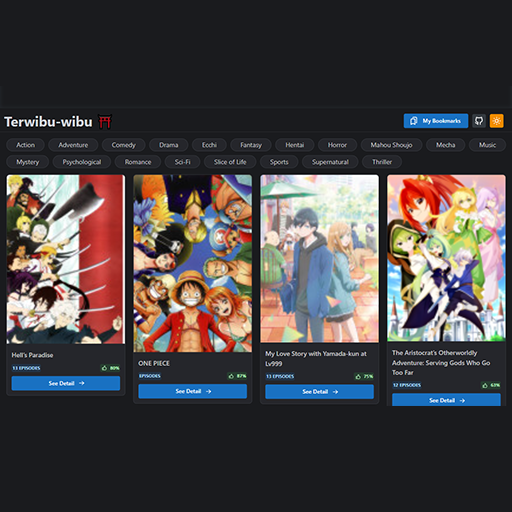 Terwibu-wibu
My Bookmarks
Action Adventure Comedy Drama Ecchi Fantasy Hentai Horror Mahou Shoujo Mecha Music
Mystery Psychological Romance Sci-Fi Slice of Life Sports Supernatural Thriller
Hell's Paradise
13 EPISODES 80%
See Detail →
ONE PIECE
EPISODES 87%
See Detail →
My Love Story with Yamada-kun at
Lv999
13 EPISODES 75%
See Detail →
The Aristocrat's Otherworldly
Adventure: Serving Gods Who Go
Too Far
12 EPISODES 63%
See Detail →